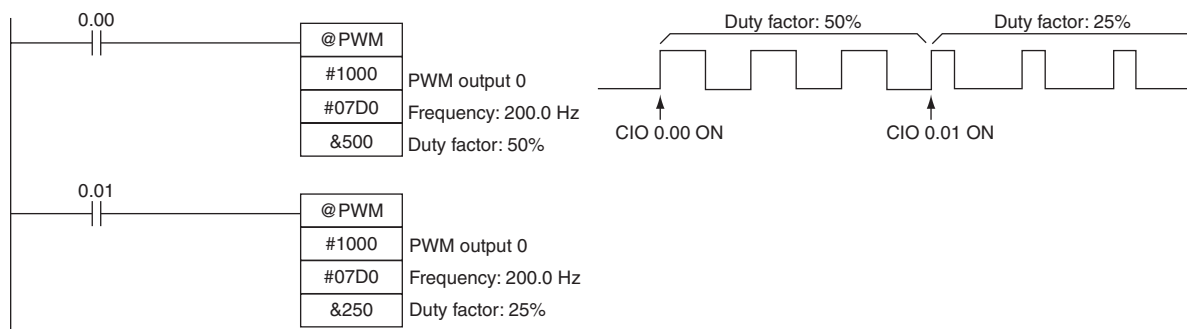 0.00
@PWM
#1000 PWM output 0
#07D0 Frequency: 200.0 Hz
&500 Duty factor: 50%
0.01
@PWM
#1000 PWM output 0
#07D0 Frequency: 200.0 Hz
&250 Duty factor: 25%
Duty factor: 50% Duty factor: 25%
CIO 0.00 ON CIO 0.01 ON